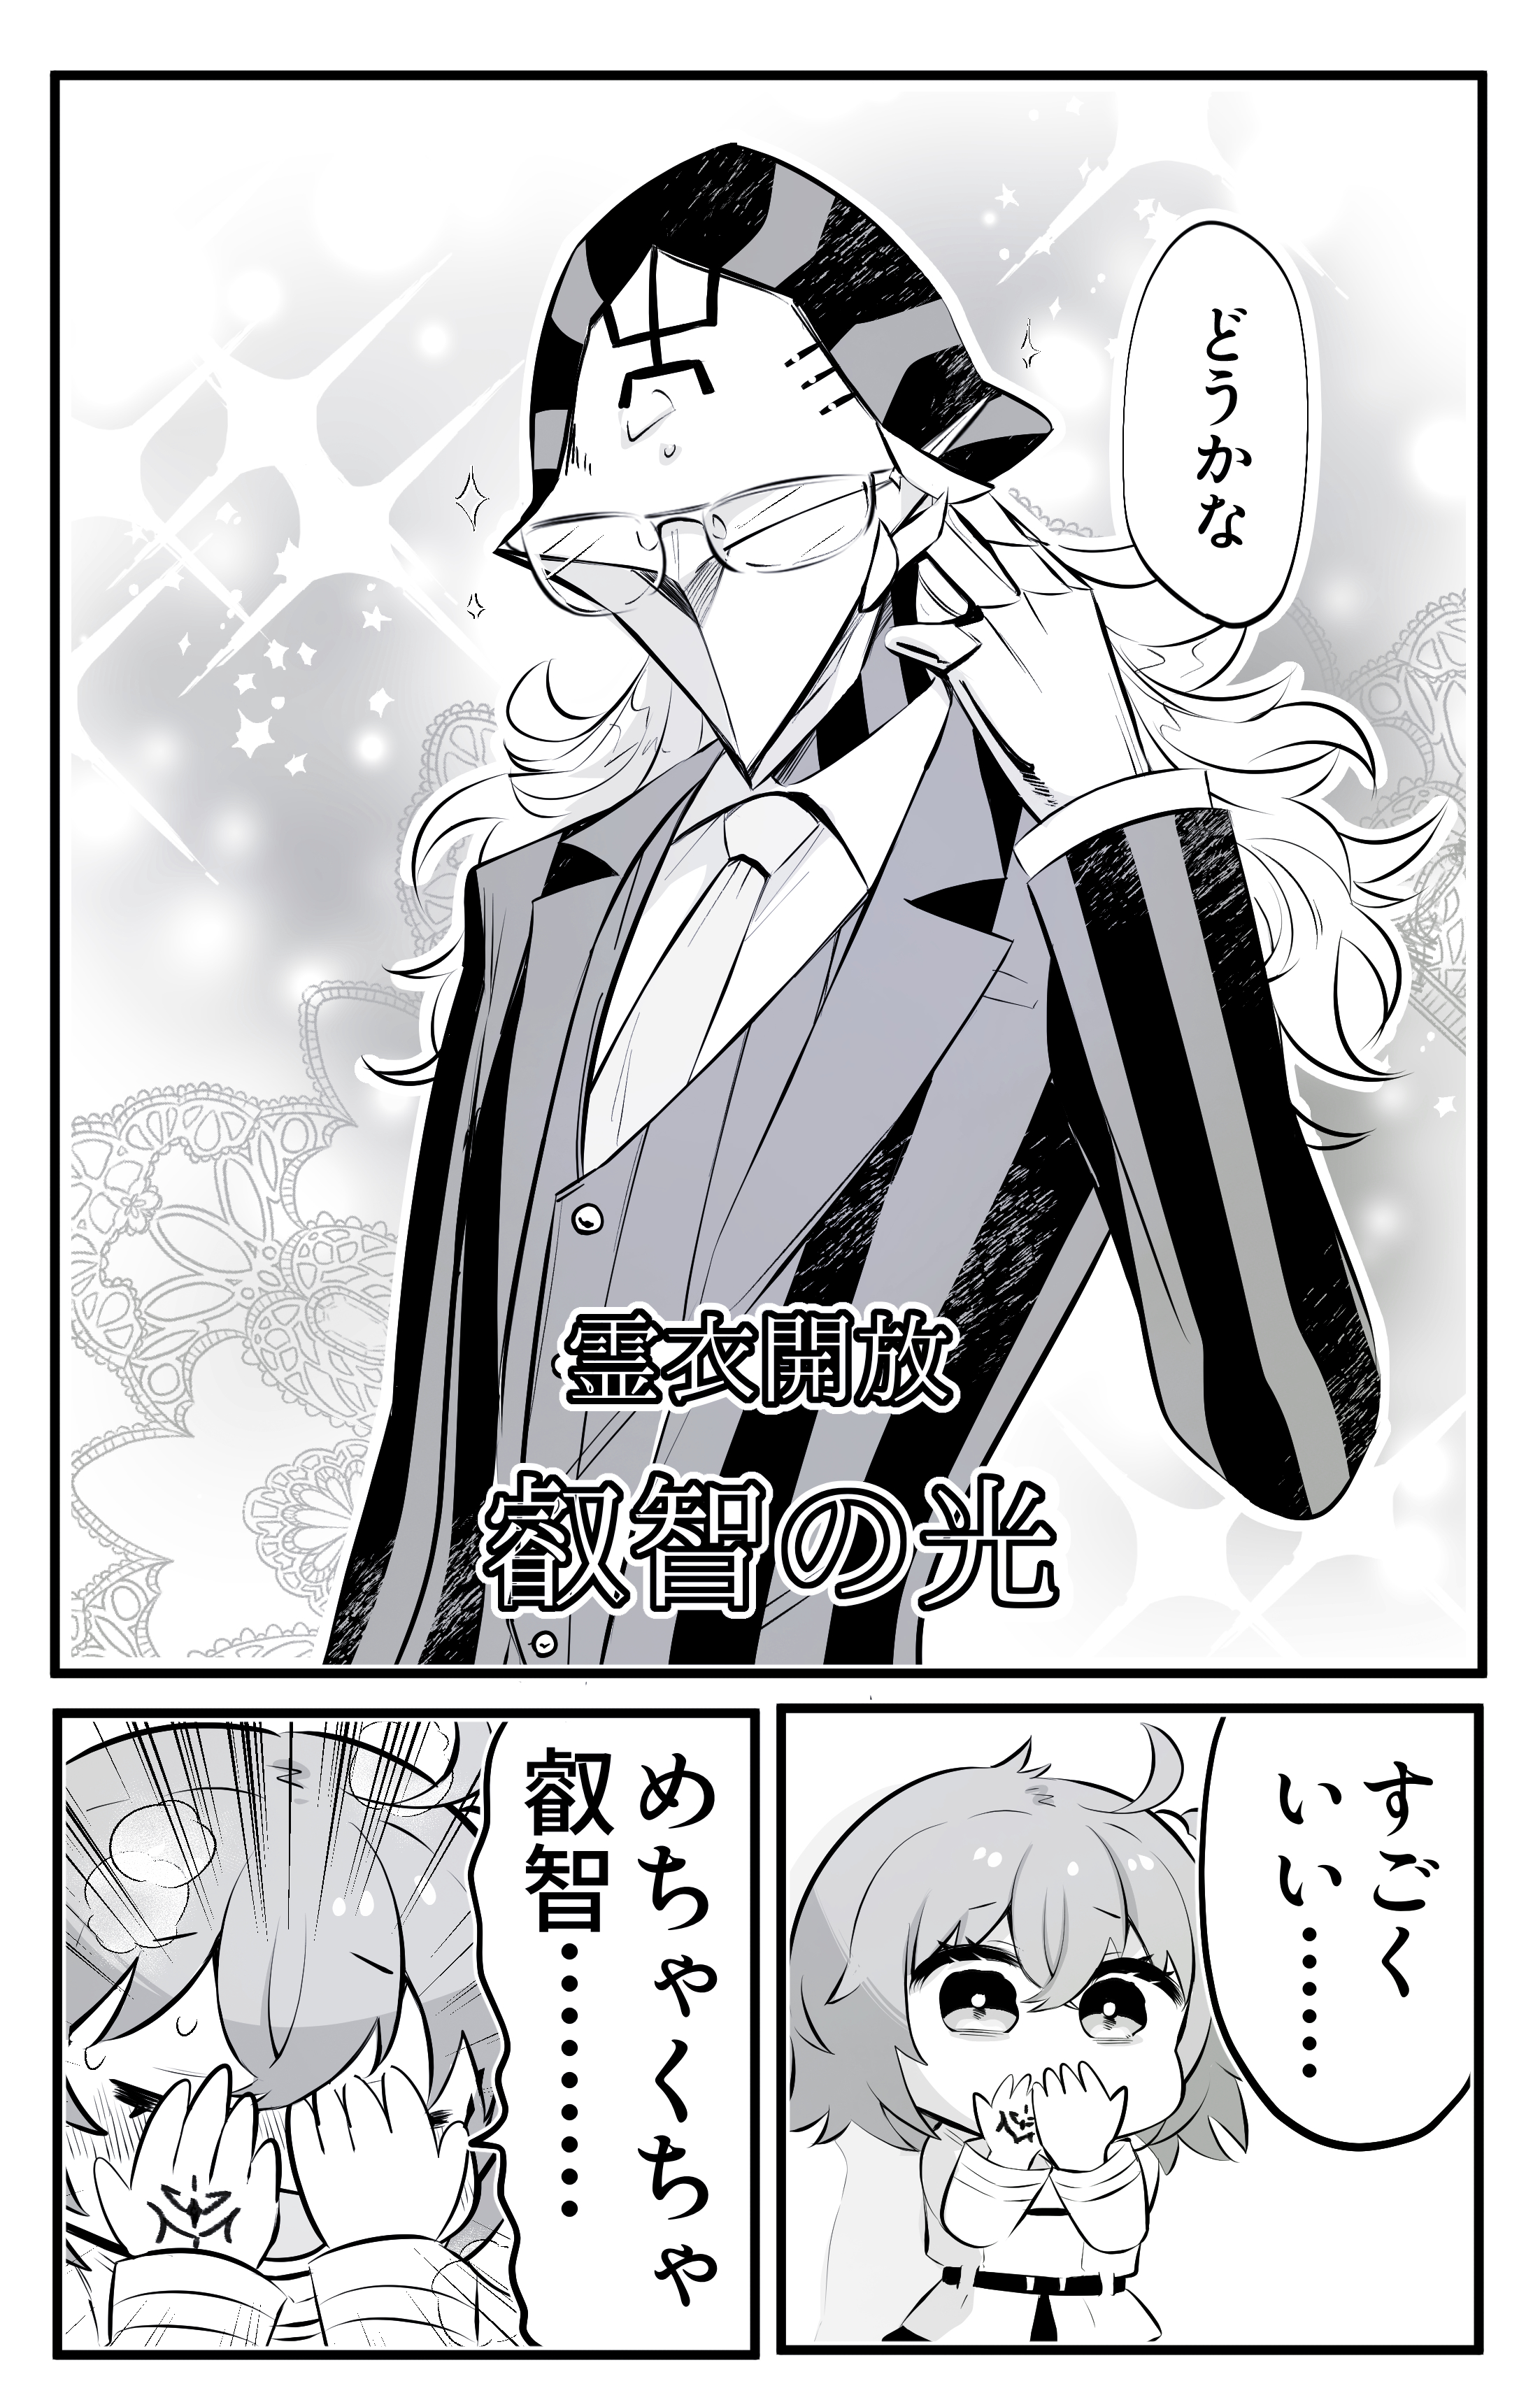 どうかな
霊衣開放
叡智の光
すごく
いい……
めちゃくちゃ
叡智………